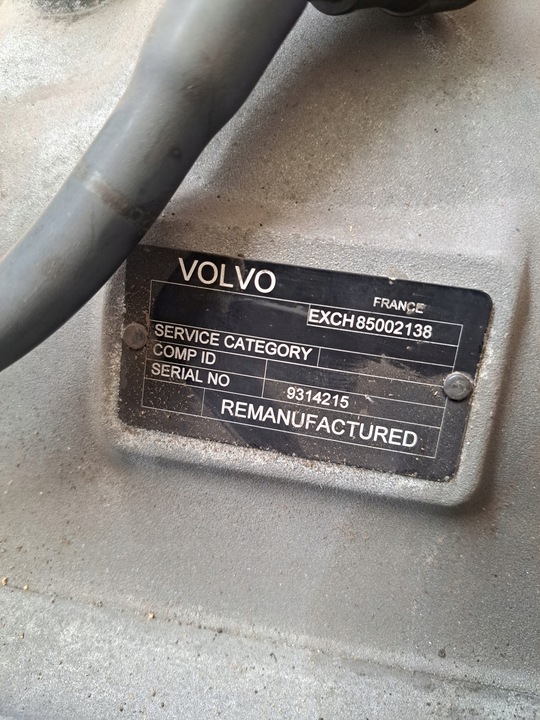 VOLVO
FRANCE
EXCH85002138
SERVICE CATEGORY
COMP ID
SERIAL NO 9314215
REMANUFACTURED